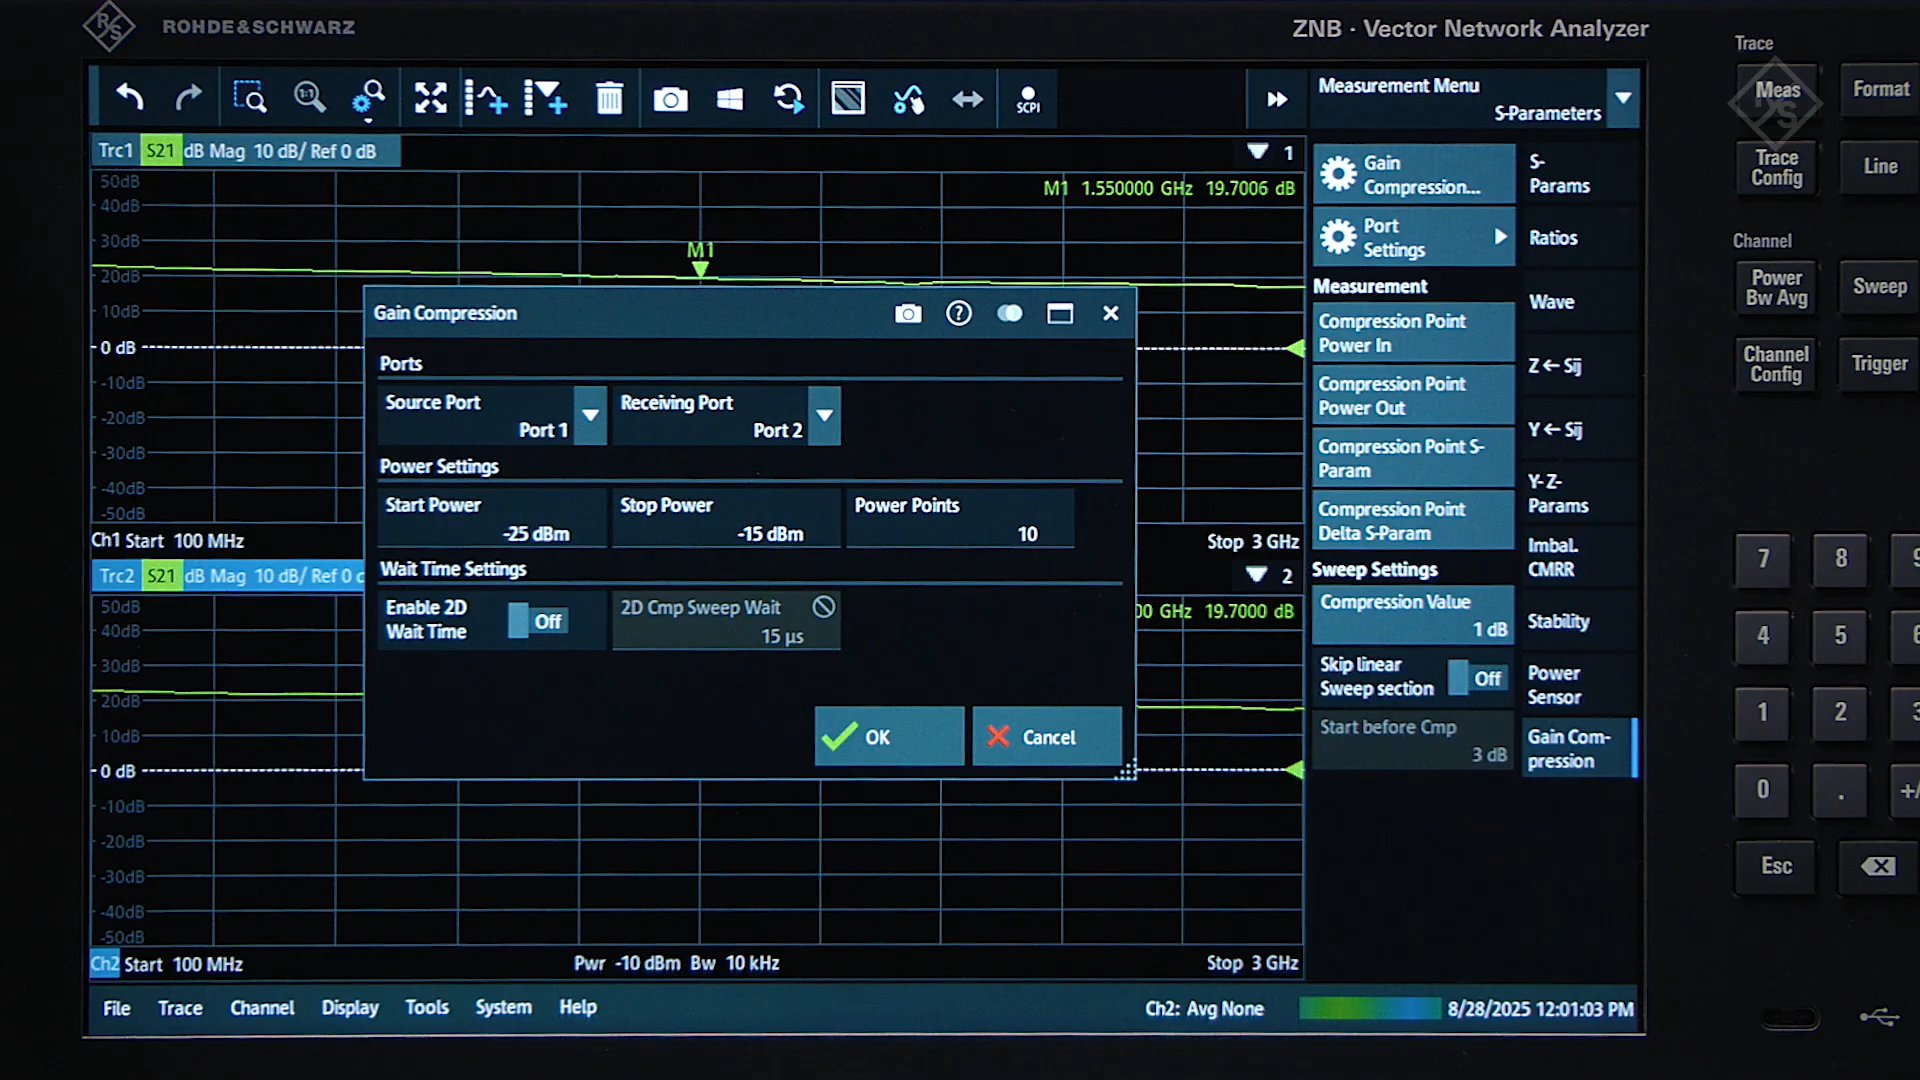 ROHDE&SCHWARZ
ZNB · Vector Network Analyzer
1:1
SCPI
Measurement Menu
S-Parameters
Trc1 S21 dB Mag 10 dB/ Ref 0 dB
1
M1 1.550000 GHz 19.7006 dB
50dB
40dB
30dB
20dB
10dB
0 dB
-10dB
-20dB
-30dB
-40dB
-50dB
M1
Ch1 Start 100 MHz
Stop 3 GHz
Trc2 S21 dB Mag 10 dB/ Ref 0
2
00 GHz 19.7000 dB
50dB
40dB
30dB
20dB
10dB
0 dB
-10dB
-20dB
-30dB
-40dB
-50dB
Ch2 Start 100 MHz
Pwr -10 dBm Bw 10 kHz
Stop 3 GHz
Gain Compression
?
Ports
Source Port
Port 1
Receiving Port
Port 2
Power Settings
Start Power
-25 dBm
Stop Power
-15 dBm
Power Points
10
Wait Time Settings
Enable 2D
Wait Time
Off
2D Cmp Sweep Wait
15 µs
OK
Cancel
Gain
Compression...
Port
Settings
Measurement
Compression Point
Power In
Compression Point
Power Out
Compression Point S-
Param
Compression Point
Delta S-Param
Sweep Settings
Compression Value
1 dB
Skip linear
Sweep section
Off
Start before Cmp
3 dB
S-
Params
Ratios
Wave
Z ← Sij
Y ← Sij
Y- Z-
Params
Imbal.
CMRR
Stability
Power
Sensor
Gain Com-
pression
File Trace Channel Display Tools System Help
Ch2: Avg None
8/28/2025 12:01:03 PM
Trace
Meas
Format
Trace
Config
Line
Channel
Power
Bw Avg
Sweep
Channel
Config
Trigger
7 8 9
4 5 6
1 2 3
0 . +/
Esc
R&S